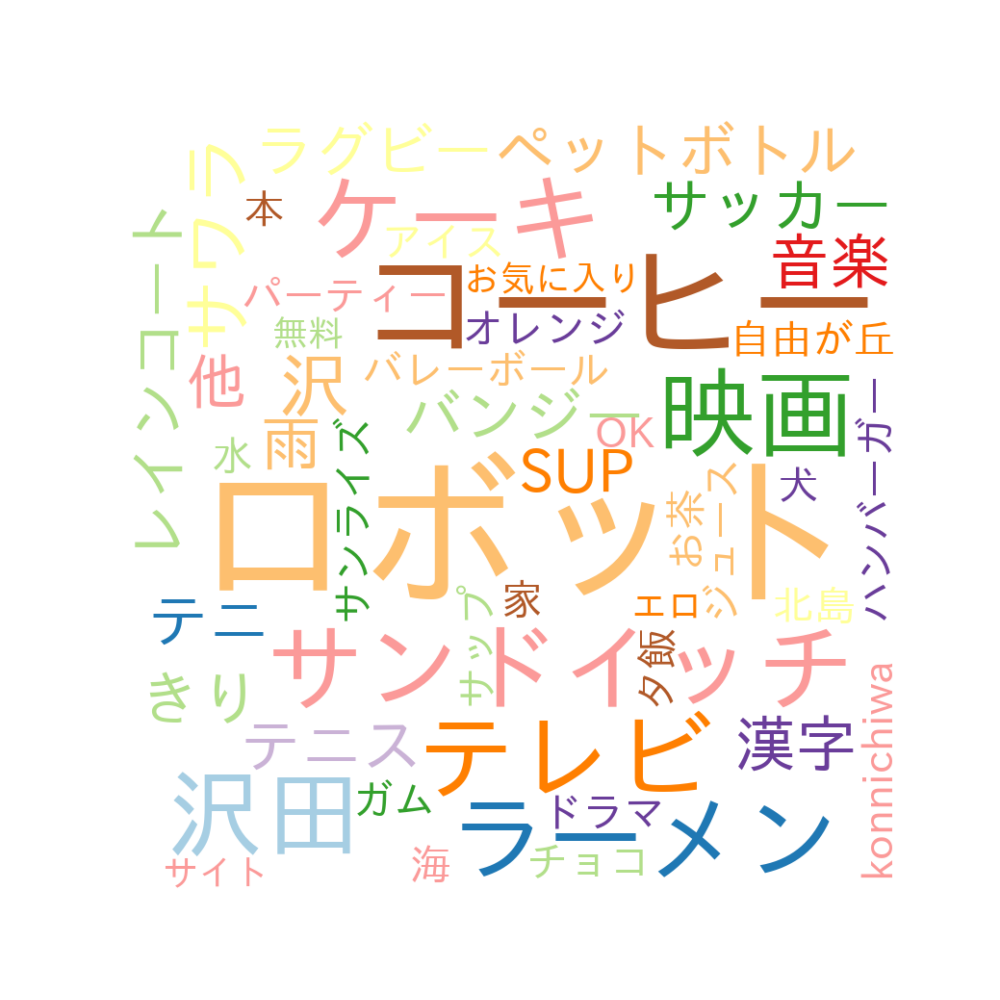 ラグビー
ペットボトル
サワラ
本
ケーキ
サッカー
レインコート
アイス
音楽
コーヒー
お気に入り
パーティー
オレンジ
無料
自由が丘
他
沢
バレーボール
バンジー
映画
ハンバーガー
OK
雨
水
サンライズ
SUP
犬
ロボット
お茶
ジュース
テニ
サップ
家
エロ
北島
サンドイッチ
夕飯
きり
テニス
テレビ
漢字
konnichiwa
沢田
ガム
ドラマ
ラーメン
サイト
海
チョコ